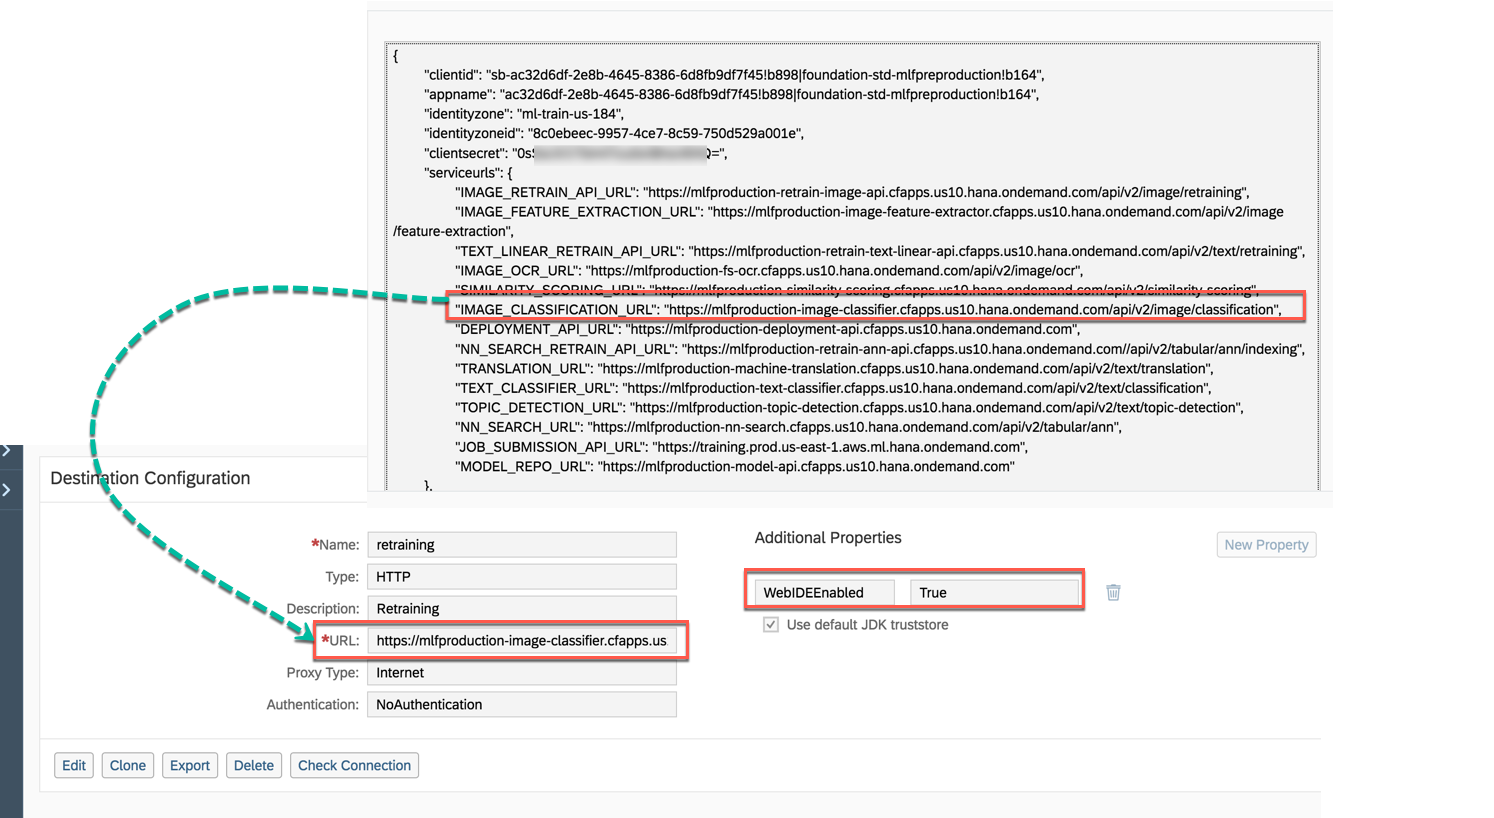 {
"clientid": "sb-ac32d6df-2e8b-4645-8386-6d8fb9df7f45!b898|foundation-std-mlfpreproduction!b164",
"appname": "ac32d6df-2e8b-4645-8386-6d8fb9df7f45!b898|foundation-std-mlfpreproduction!b164",
"identityzone": "ml-train-us-184",
"identityzoneid": "8c0ebeec-9957-4ce7-8c59-750d529a001e",
"clientsecret": "0s Q=",
"serviceurls": {
"IMAGE_RETRAIN_API_URL": "https://mlfproduction-retrain-image-api.cfapps.us10.hana.ondemand.com/api/v2/image/retraining",
"IMAGE_FEATURE_EXTRACTION_URL": "https://mlfproduction-image-feature-extractor.cfapps.us10.hana.ondemand.com/api/v2/image
/feature-extraction",
"TEXT_LINEAR_RETRAIN_API_URL": "https://mlfproduction-retrain-text-linear-api.cfapps.us10.hana.ondemand.com/api/v2/text/retraining",
"IMAGE_OCR_URL": "https://mlfproduction-fs-ocr.cfapps.us10.hana.ondemand.com/api/v2/image/ocr",
"SIMILARITY_SCORING_URL": "https://mlfproduction-similarity-scoring.cfapps.us10.hana.ondemand.com/api/v2/similarity-scoring",
"IMAGE_CLASSIFICATION_URL": "https://mlfproduction-image-classifier.cfapps.us10.hana.ondemand.com/api/v2/image/classification",
"DEPLOYMENT_API_URL": "https://mlfproduction-deployment-api.cfapps.us10.hana.ondemand.com",
"NN_SEARCH_RETRAIN_API_URL": "https://mlfproduction-retrain-ann-api.cfapps.us10.hana.ondemand.com//api/v2/tabular/ann/indexing",
"TRANSLATION_URL": "https://mlfproduction-machine-translation.cfapps.us10.hana.ondemand.com/api/v2/text/translation",
"TEXT_CLASSIFIER_URL": "https://mlfproduction-text-classifier.cfapps.us10.hana.ondemand.com/api/v2/text/classification",
"TOPIC_DETECTION_URL": "https://mlfproduction-topic-detection.cfapps.us10.hana.ondemand.com/api/v2/text/topic-detection",
"NN_SEARCH_URL": "https://mlfproduction-nn-search.cfapps.us10.hana.ondemand.com/api/v2/tabular/ann",
"JOB_SUBMISSION_API_URL": "https://training.prod.us-east-1.aws.ml.hana.ondemand.com",
"MODEL_REPO_URL": "https://mlfproduction-model-api.cfapps.us10.hana.ondemand.com"
},
Destination Configuration
*Name: retraining
Type: HTTP
Description: Retraining
*URL: https://mlfproduction-image-classifier.cfapps.us.
Proxy Type: Internet
Authentication: NoAuthentication
Additional Properties
New Property
WebIDEEnabled True
Use default JDK truststore
Edit Clone Export Delete Check Connection